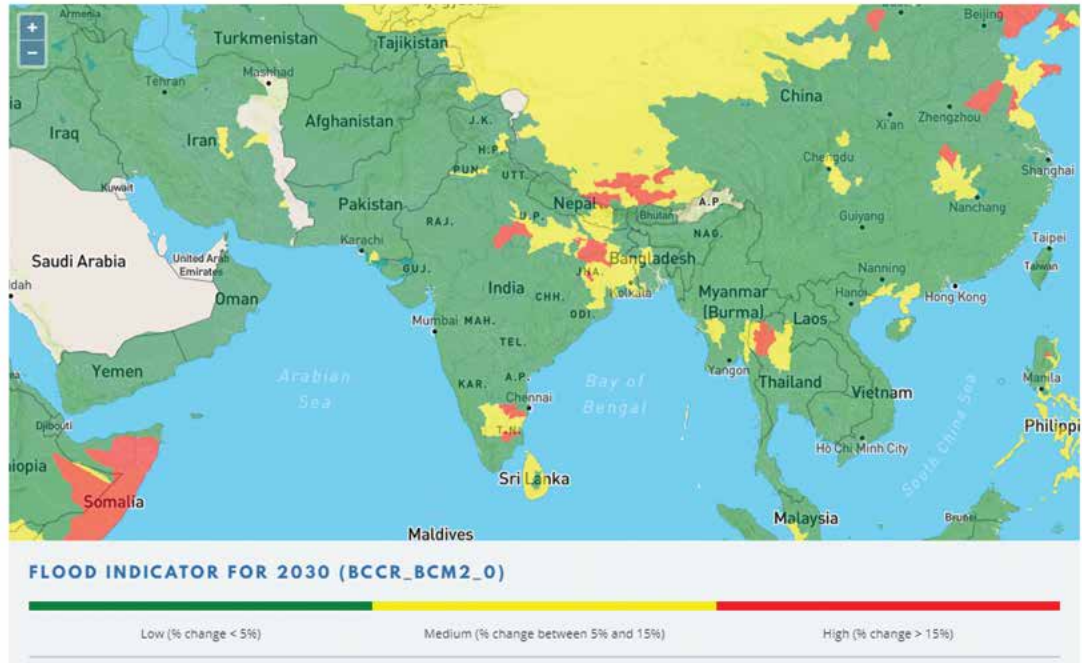 Armenia
+
−
Turkmenistan
Tajikistan
Beijing
Tehran
Mashhad
China
Iraq
Iran
Afghanistan
J.K.
Xi'an
Zhengzhou
H.P.
Chengdu
Shanghai
Kuwait
PUN.
UTT.
Pakistan
Nepal
A.P.
Nanchang
RAJ.
U.P.
Bhutan
Guiyang
NAG.
Karachi
Taipei
Saudi Arabia
United Arab
Emirates
GUJ.
Bangladesh
Taiwan
JHA.
Nanning
Oman
India
CHH.
Kolkata
Myanmar
(Burma)
Hanoi
Hong Kong
Laos
Mumbai
MAH.
ODI.
TEL.
Yemen
Arabian
Sea
Bay of
Bengal
Yangon
Thailand
Vietnam
Manila
KAR.
A.P.
Chennai
South China Sea
Djibouti
T.N.
Philippi
Ho Chi Minh City
hiopia
Sri Lanka
Somalia
Malaysia
Brunei
Maldives
FLOOD INDICATOR FOR 2030 (BCCR_BCM2_0)
Low (% change < 5%)
Medium (% change between 5% and 15%)
High (% change > 15%)